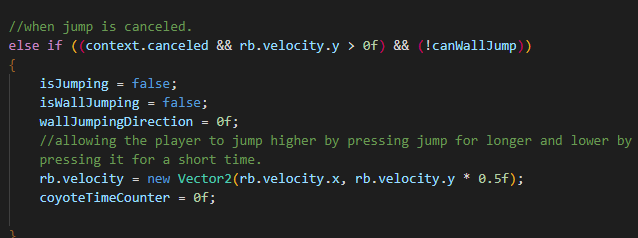 //when jump is canceled.
else if ((context.canceled && rb.velocity.y > 0f) && (!canWallJump))
{
isJumping = false;
isWallJumping = false;
wallJumpingDirection = 0f;
//allowing the player to jump higher by pressing jump for longer and lower by
pressing it for a short time.
rb.velocity = new Vector2(rb.velocity.x, rb.velocity.y * 0.5f);
coyoteTimeCounter = 0f;
}